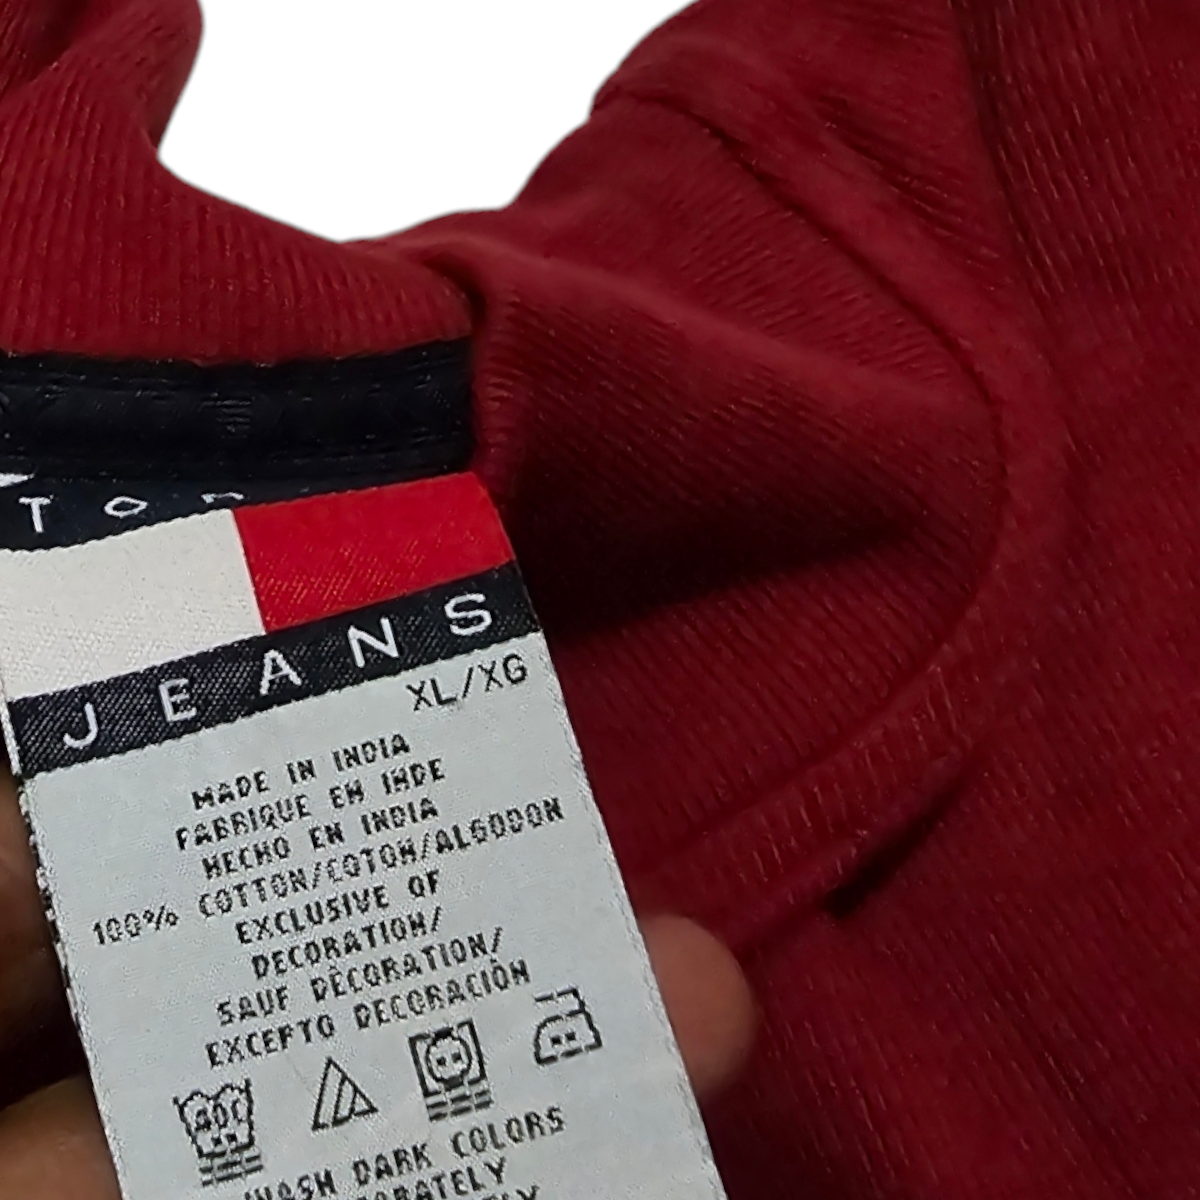 JEANS
XL/XG
MADE IN INDIA
FABRIQUE EN INDE
HECHO EN INDIA
100% COTTON/COTON/ALGODON
EXCLUSIVE OF
DECORATION/
SAUF DÉCORATION/
EXCEPTO DECORACIÓN
40C
WASH DARK COLORS